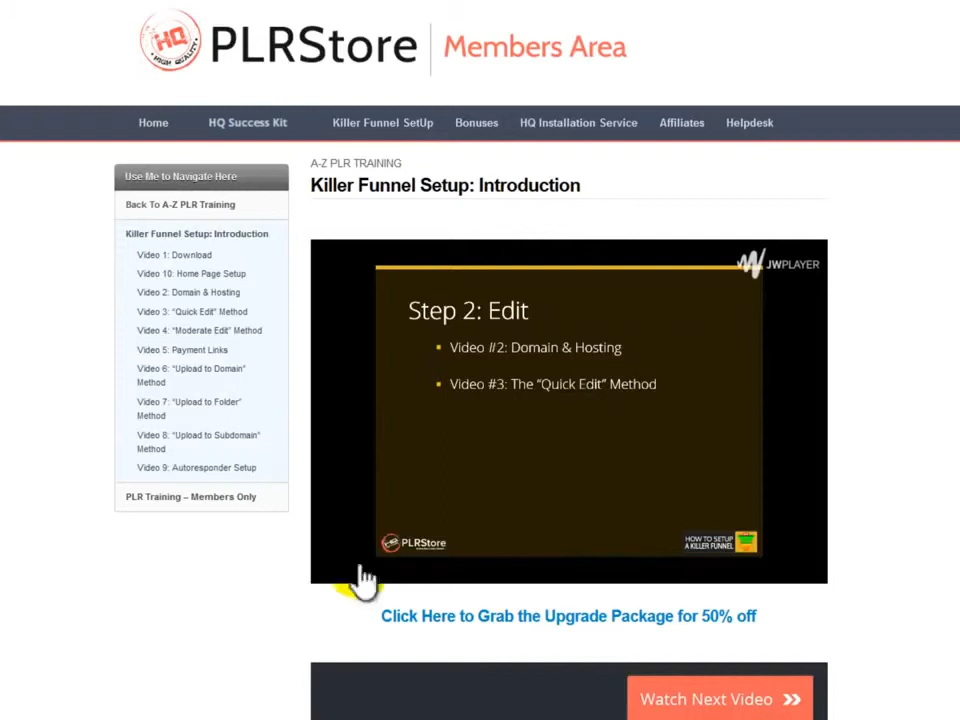 HQ
HIGH QUALITY
PLRStore
Members Area
Home
HQ Success Kit
Killer Funnel SetUp
Bonuses
HQ Installation Service
Affiliates
Helpdesk
Use Me to Navigate Here
Back To A-Z PLR Training
Killer Funnel Setup: Introduction
Video 1: Download
Video 10: Home Page Setup
Video 2: Domain & Hosting
Video 3: "Quick Edit" Method
Video 4: "Moderate Edit" Method
Video 5: Payment Links
Video 6: "Upload to Domain"
Method
Video 7: "Upload to Folder"
Method
Video 8: "Upload to Subdomain"
Method
Video 9: Autoresponder Setup
PLR Training – Members Only
A-Z PLR TRAINING
Killer Funnel Setup: Introduction
JWPLAYER
Step 2: Edit
Video #2: Domain & Hosting
Video #3: The "Quick Edit" Method
PLRStore
HOW TO SETUP
A KILLER FUNNEL
Click Here to Grab the Upgrade Package for 50% off
Watch Next Video »